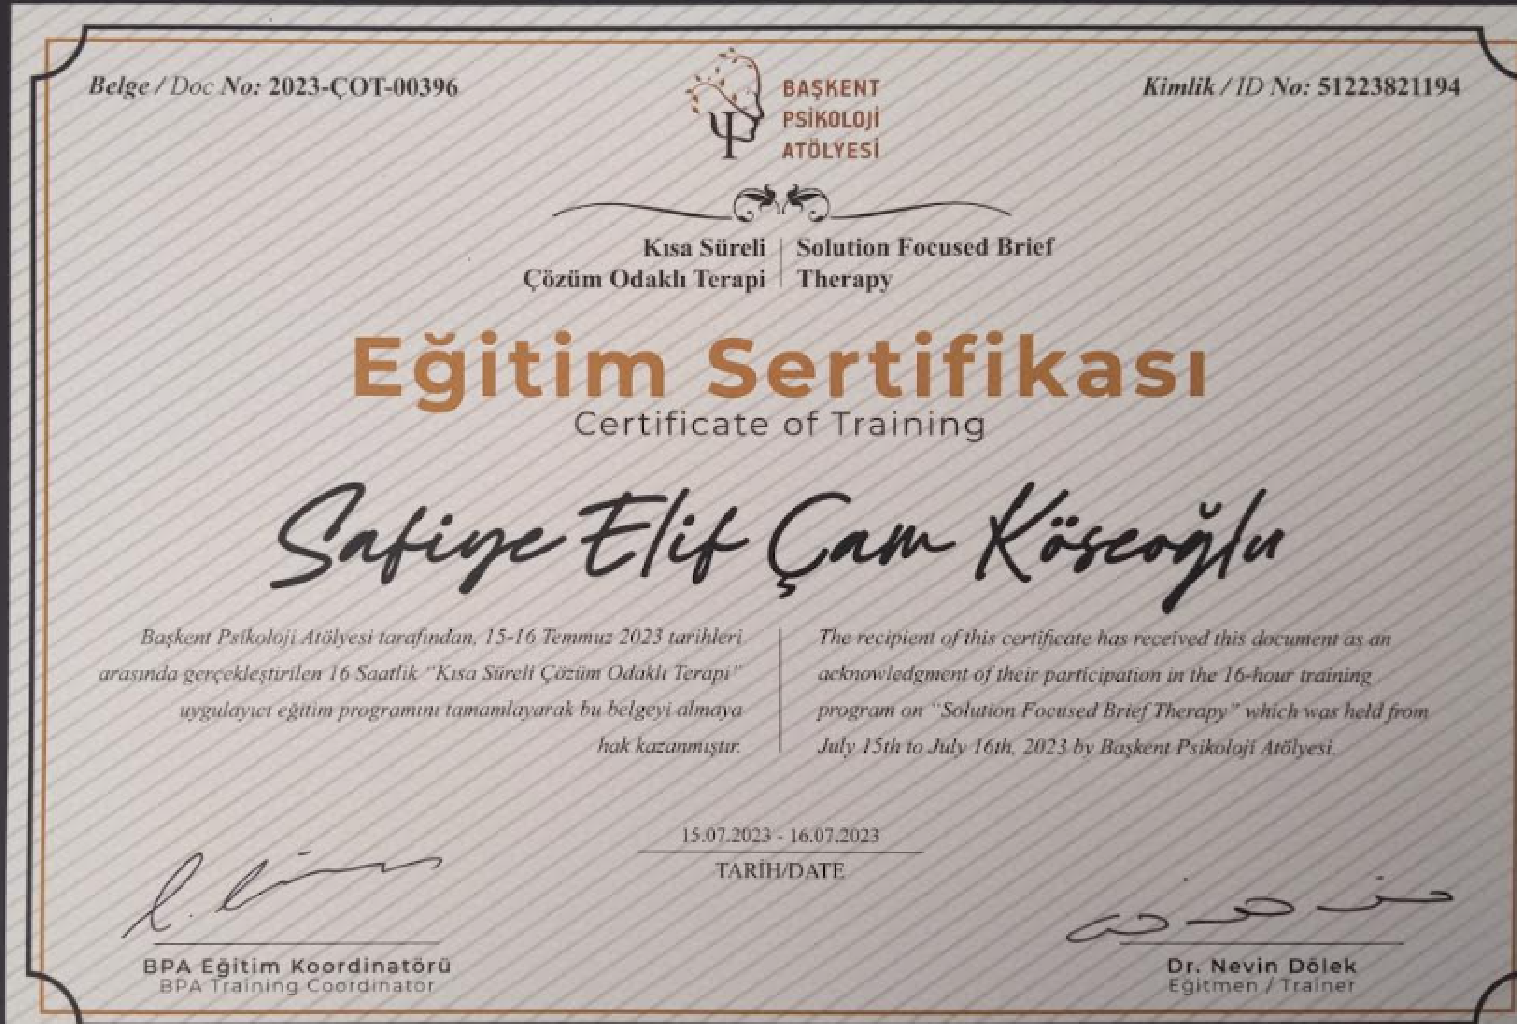 Belge / Doc No: 2023-ÇOT-00396
Kimlik / ID No: 51223821194
BAŞKENT
PSİKOLOJİ
ATÖLYESİ
Kısa Süreli
Çözüm Odaklı Terapi
Solution Focused Brief
Therapy
Eğitim Sertifikası
Certificate of Training
Safiye Elif Çam Köseoğlu
Başkent Psikoloji Atölyesi tarafından, 15-16 Temmuz 2023 tarihleri
arasında gerçekleştirilen 16 Saatlik "Kısa Süreli Çözüm Odaklı Terapi"
uygulayıcı eğitim programını tamamlayarak bu belgeyi almaya
hak kazanmıştır.
The recipient of this certificate has received this document as an
acknowledgment of their participation in the 16-hour training
program on "Solution Focused Brief Therapy" which was held from
July 15th to July 16th, 2023 by Başkent Psikoloji Atölyesi.
15.07.2023 - 16.07.2023
TARİH/DATE
BPA Eğitim Koordinatörü
BPA Training Coordinator
Dr. Nevin Dölek
Eğitmen / Trainer